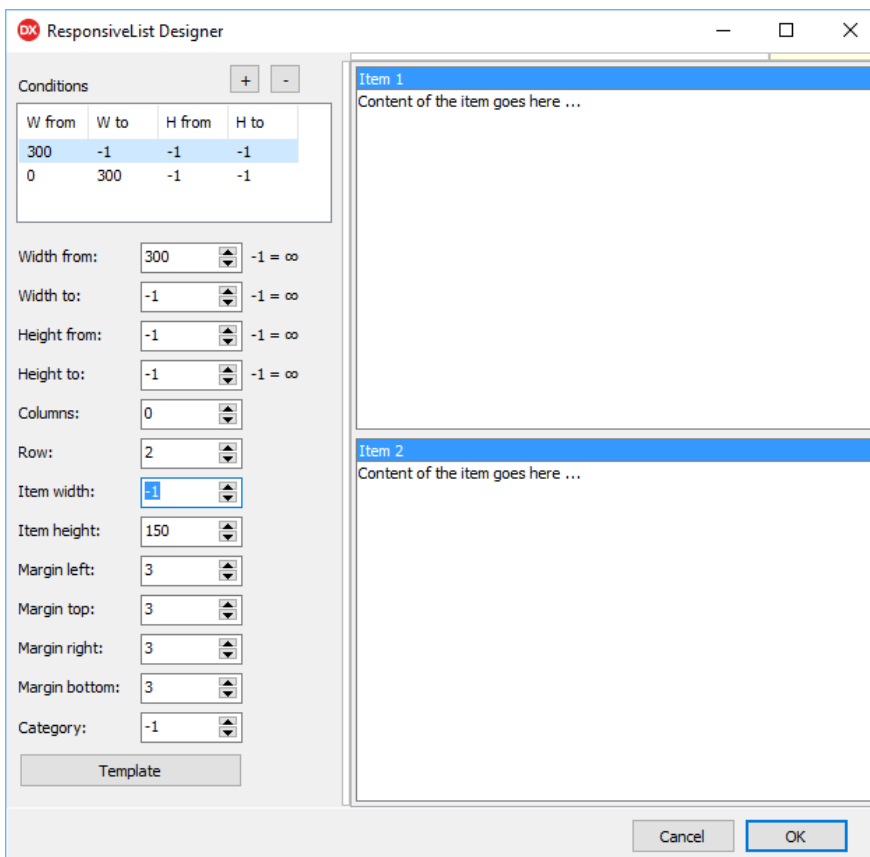 DX ResponsiveList Designer
Conditions + -
W from W to H from H to
300 -1 -1 -1
0 300 -1 -1
Width from: 300 -1 = ∞
Width to: -1 -1 = ∞
Height from: -1 -1 = ∞
Height to: -1 -1 = ∞
Columns: 0
Row: 2
Item width: -1
Item height: 150
Margin left: 3
Margin top: 3
Margin right: 3
Margin bottom: 3
Category: -1
Template
Item 1
Content of the item goes here ...
Item 2
Content of the item goes here ...
Cancel OK